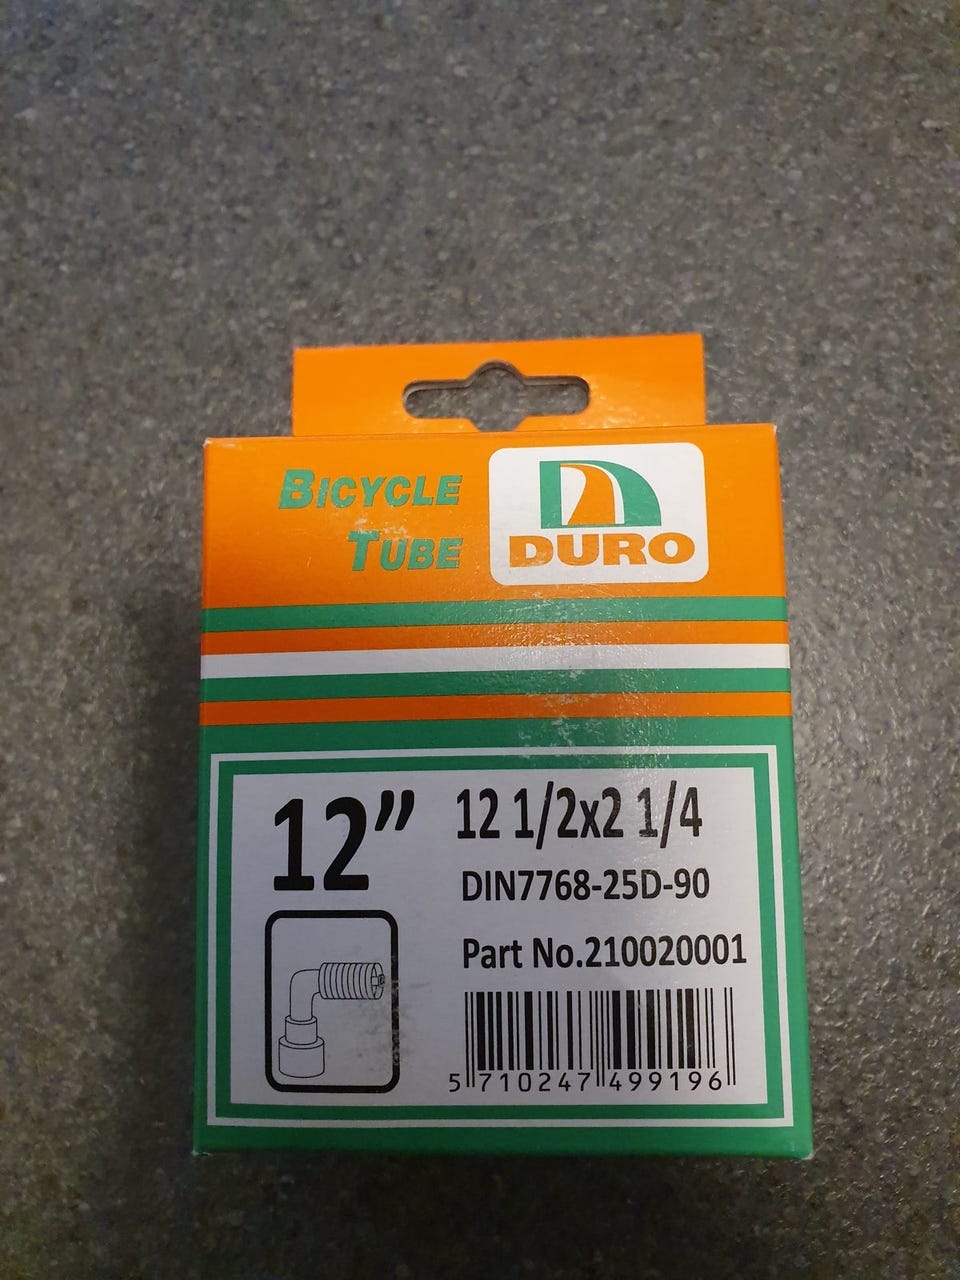 BICYCLE
TUBE
DURO
12”
12 1/2x2 1/4
DIN7768-25D-90
Part No.210020001
5 710247 499196